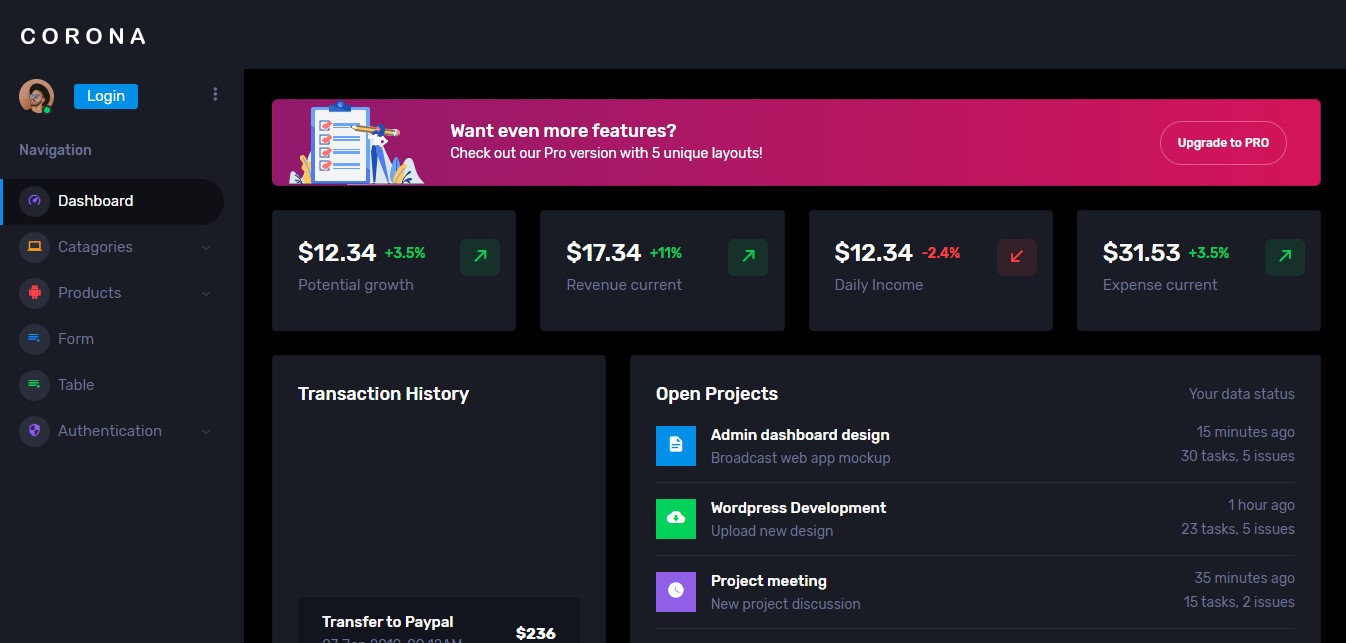 CORONA
Login
Navigation
Dashboard
Catagories
Products
Form
Table
Authentication
Want even more features?
Check out our Pro version with 5 unique layouts!
Upgrade to PRO
$12.34 +3.5%
Potential growth
$17.34 +11%
Revenue current
$12.34 -2.4%
Daily Income
$31.53 +3.5%
Expense current
Transaction History
Transfer to Paypal
$236
Open Projects
Your data status
Admin dashboard design
Broadcast web app mockup
15 minutes ago
30 tasks, 5 issues
Wordpress Development
Upload new design
1 hour ago
23 tasks, 5 issues
Project meeting
New project discussion
35 minutes ago
15 tasks, 2 issues